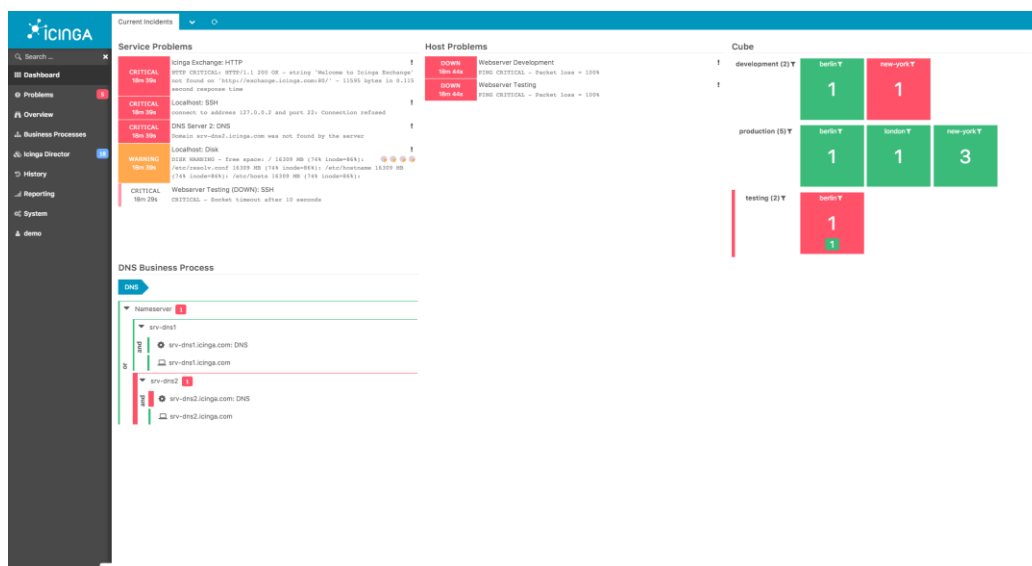 icinga
Search ...
Dashboard
Problems 5
Overview
Business Processes
Icinga Director 18
History
Reporting
System
demo
Current Incidents
Service Problems
CRITICAL
18m 39s
Icinga Exchange: HTTP !
HTTP CRITICAL: HTTP/1.1 200 OK - string 'Welcome to Icinga Exchange'
not found on 'http://exchange.icinga.com:80/' - 11595 bytes in 0.115
second response time
CRITICAL
18m 39s
Localhost: SSH !
connect to address 127.0.0.2 and port 22: Connection refused
CRITICAL
18m 39s
DNS Server 2: DNS !
Domain srv-dns2.icinga.com was not found by the server
WARNING
18m 39s
Localhost: Disk !
DISK WARNING - free space: / 16309 MB (74% inode=86%):
/etc/resolv.conf 16309 MB (74% inode=86%): /etc/hostname 16309 MB
(74% inode=86%): /etc/hosts 16309 MB (74% inode=86%):
CRITICAL
18m 29s
Webserver Testing (DOWN): SSH
CRITICAL - Socket timeout after 10 seconds
Host Problems
DOWN
18m 44s
Webserver Development !
PING CRITICAL - Packet loss = 100%
DOWN
18m 44s
Webserver Testing !
PING CRITICAL - Packet loss = 100%
Cube
development (2)
berlin
1
new-york
1
production (5)
berlin
1
london
1
new-york
3
testing (2)
berlin
1
1
DNS Business Process
DNS
or
Nameserver 1
and
srv-dns1
srv-dns1.icinga.com: DNS
srv-dns1.icinga.com
and
srv-dns2 1
srv-dns2.icinga.com: DNS
srv-dns2.icinga.com